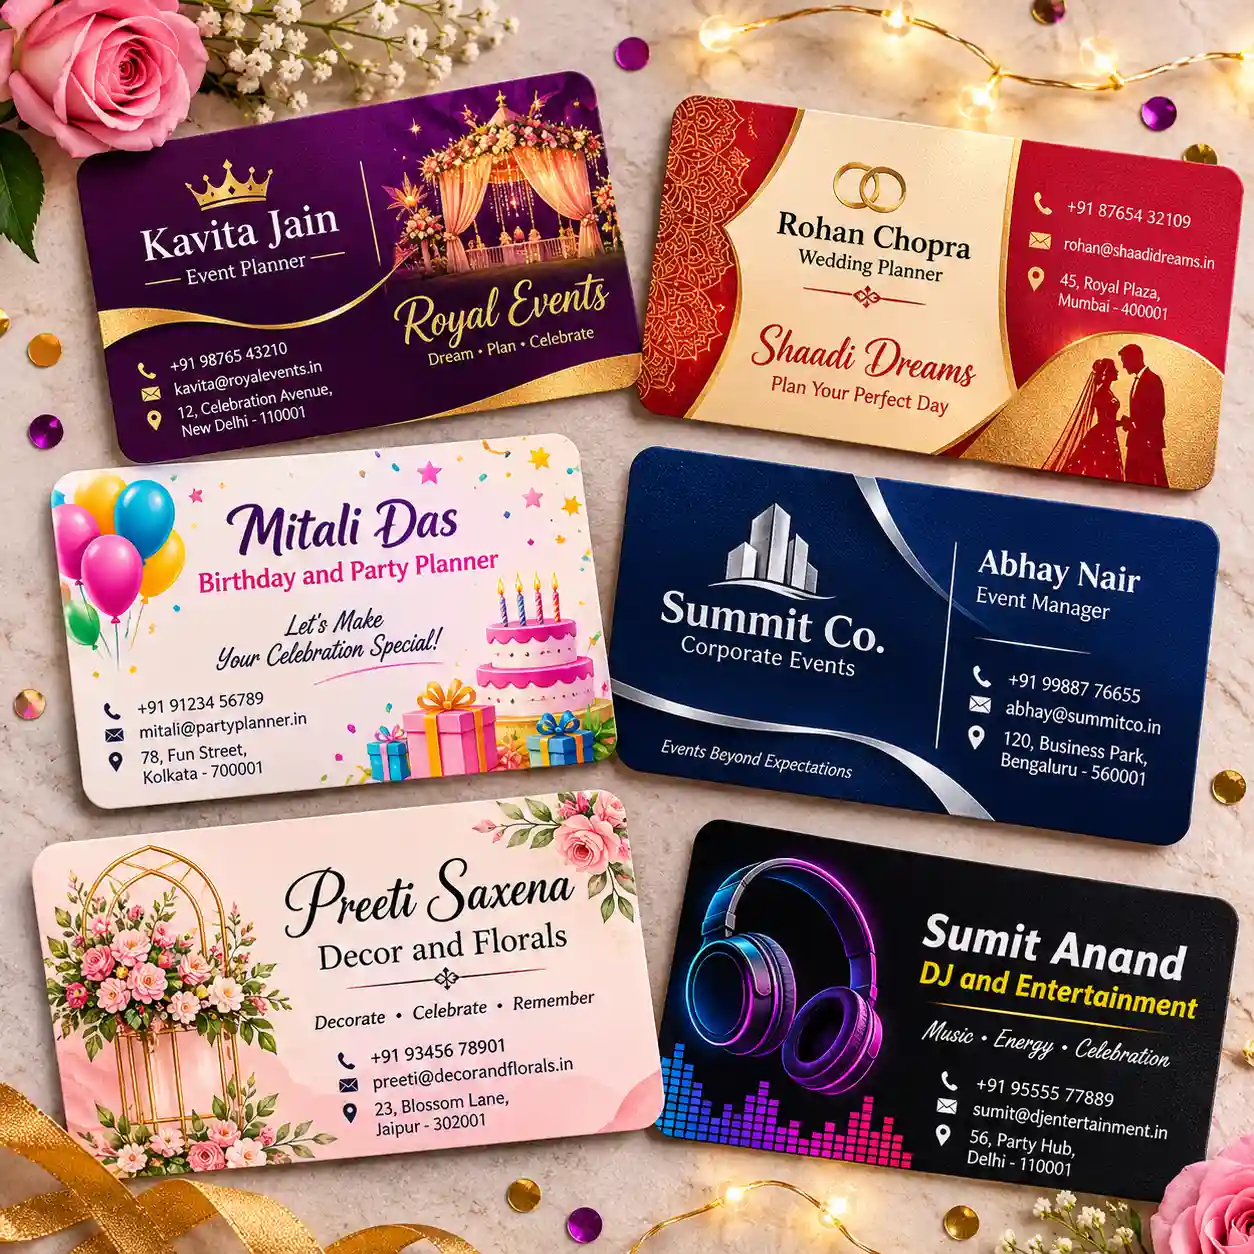 Kavita Jain
Event Planner
Royal Events
Dream • Plan • Celebrate
+91 98765 43210
kavita@royalevents.in
12, Celebration Avenue,
New Delhi - 110001
Rohan Chopra
Wedding Planner
Shaadi Dreams
Plan Your Perfect Day
+91 87654 32109
rohan@shaadidreams.in
45, Royal Plaza,
Mumbai - 400001
Mitali Das
Birthday and Party Planner
Let's Make
Your Celebration Special!
+91 91234 56789
mitali@partyplanner.in
78, Fun Street,
Kolkata - 700001
Summit Co.
Corporate Events
Events Beyond Expectations
Abhay Nair
Event Manager
+91 99887 76655
abhay@summitco.in
120, Business Park,
Bengaluru - 560001
Preeti Saxena
Decor and Florals
Decorate • Celebrate • Remember
+91 93456 78901
preeti@decorandflorals.in
23, Blossom Lane,
Jaipur - 302001
Sumit Anand
DJ and Entertainment
Music • Energy • Celebration
+91 95555 77889
sumit@djentertainment.in
56, Party Hub,
Delhi - 110001